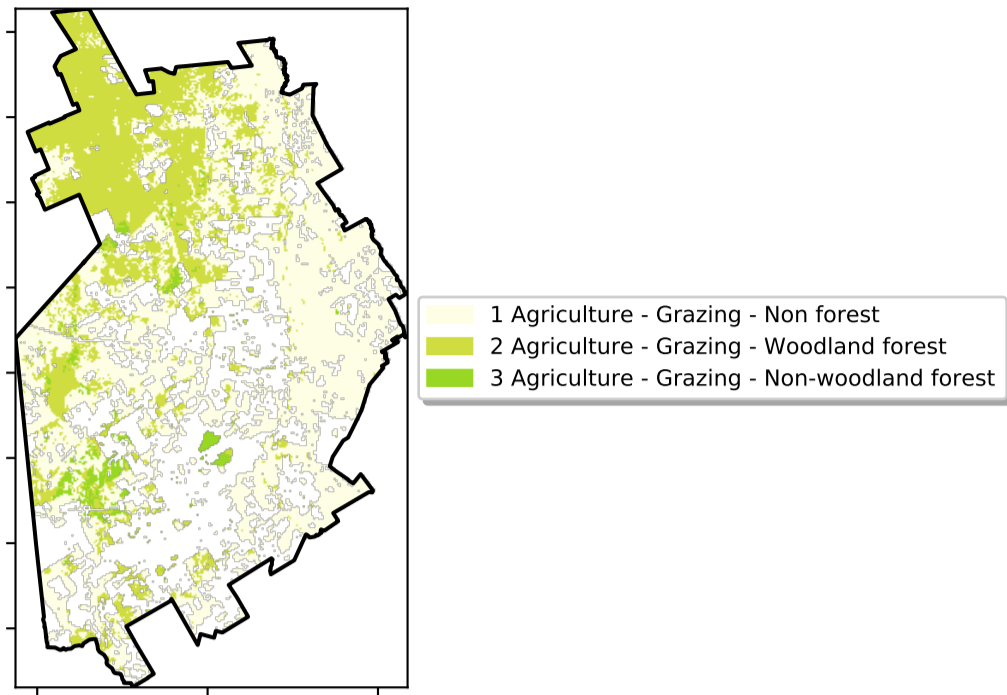 1 Agriculture - Grazing - Non forest
2 Agriculture - Grazing - Woodland forest
3 Agriculture - Grazing - Non-woodland forest